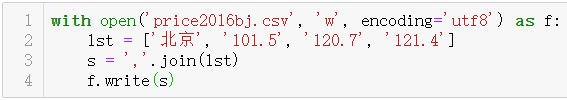 1 with open('price2016bj.csv', 'w', encoding='utf8') as f:
2     lst = ['北京', '101.5', '120.7', '121.4']
3     s = ','.join(lst)
4     f.write(s)